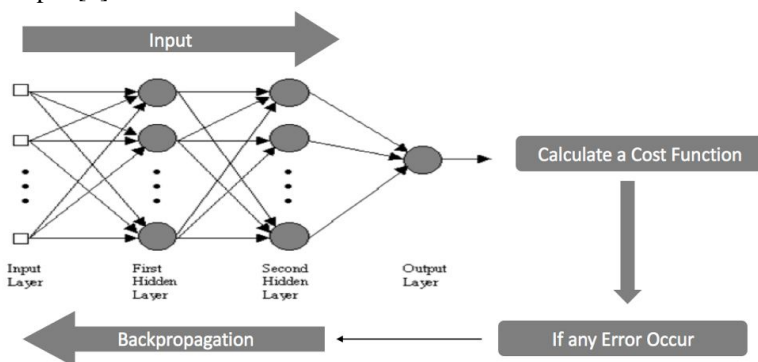 Input
Calculate a Cost Function
Input
Layer
First
Hidden
Layer
Second
Hidden
Layer
Output
Layer
Backpropagation
If any Error Occur